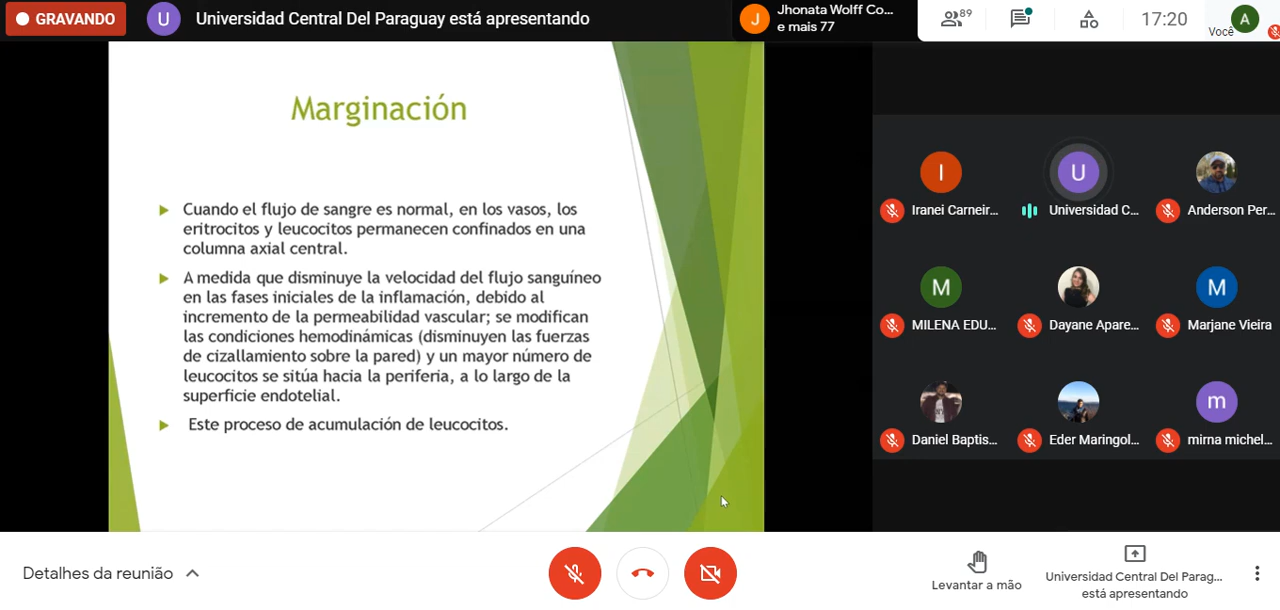 GRAVANDO
U
Universidad Central Del Paraguay está apresentando
J
Jhonata Wolff Co...
e mais 77
89
17:20
Você
A
Marginación
Cuando el flujo de sangre es normal, en los vasos, los
eritrocitos y leucocitos permanecen confinados en una
columna axial central.
A medida que disminuye la velocidad del flujo sanguíneo
en las fases iniciales de la inflamación, debido al
incremento de la permeabilidad vascular; se modifican
las condiciones hemodinámicas (disminuyen las fuerzas
de cizallamiento sobre la pared) y un mayor número de
leucocitos se sitúa hacia la periferia, a lo largo de la
superficie endotelial.
Este proceso de acumulación de leucocitos.
I
U
Iranei Carneir...
Universidad C...
Anderson Per...
M
M
MILENA EDU...
Dayane Apare...
Marjane Vieira
m
Daniel Baptis...
Eder Maringol...
mirna michel...
Detalhes da reunião
Levantar a mão
Universidad Central Del Parag...
está apresentando